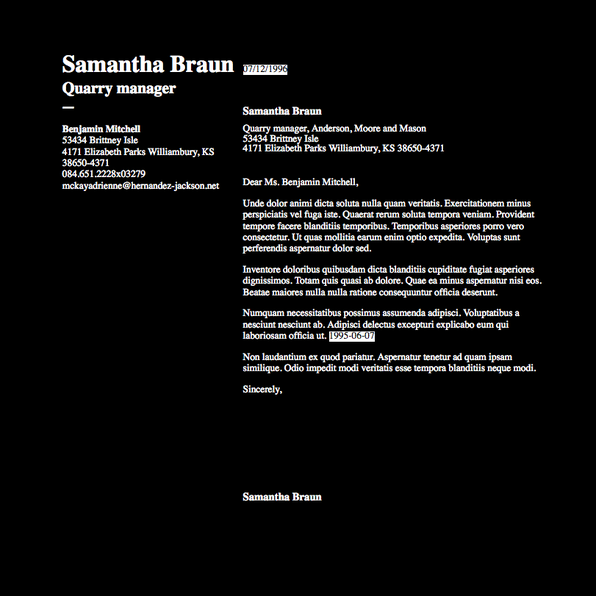 Samantha Braun
Quarry manager
Benjamin Mitchell
53434 Brittney Isle
4171 Elizabeth Parks Williambury, KS
38650-4371
084.651.2228x03279
mckayadrienne@hernandez-jackson.net
07/12/1996
Samantha Braun
Quarry manager, Anderson, Moore and Mason
53434 Brittney Isle
4171 Elizabeth Parks Williambury, KS 38650-4371
Dear Ms. Benjamin Mitchell,
Unde dolor animi dicta soluta nulla quam veritatis. Exercitationem minus
perspiciatis vel fuga iste. Quaerat rerum soluta tempora veniam. Provident
tempore facere blanditiis temporibus. Temporibus asperiores porro vero
consectetur. Ut quas mollitia earum enim optio expedita. Voluptas sunt
perferendis aspernatur dolor sed.
Inventore doloribus quibusdam dicta blanditiis cupiditate fugiat asperiores
dignissimos. Totam quis quasi ab dolore. Quae ea minus aspernatur nisi eos.
Beatae maiores nulla nulla ratione consequuntur officia deserunt.
Numquam necessitatibus possimus assumenda adipisci. Voluptatibus a
nesciunt nesciunt ab. Adipisci delectus excepturi explicabo eum qui
laboriosam officia ut. 1995-06-07
Non laudantium ex quod pariatur. Aspernatur tenetur ad quam ipsam
similique. Odio impedit modi veritatis esse tempora blanditiis neque modi.
Sincerely,
Samantha Braun